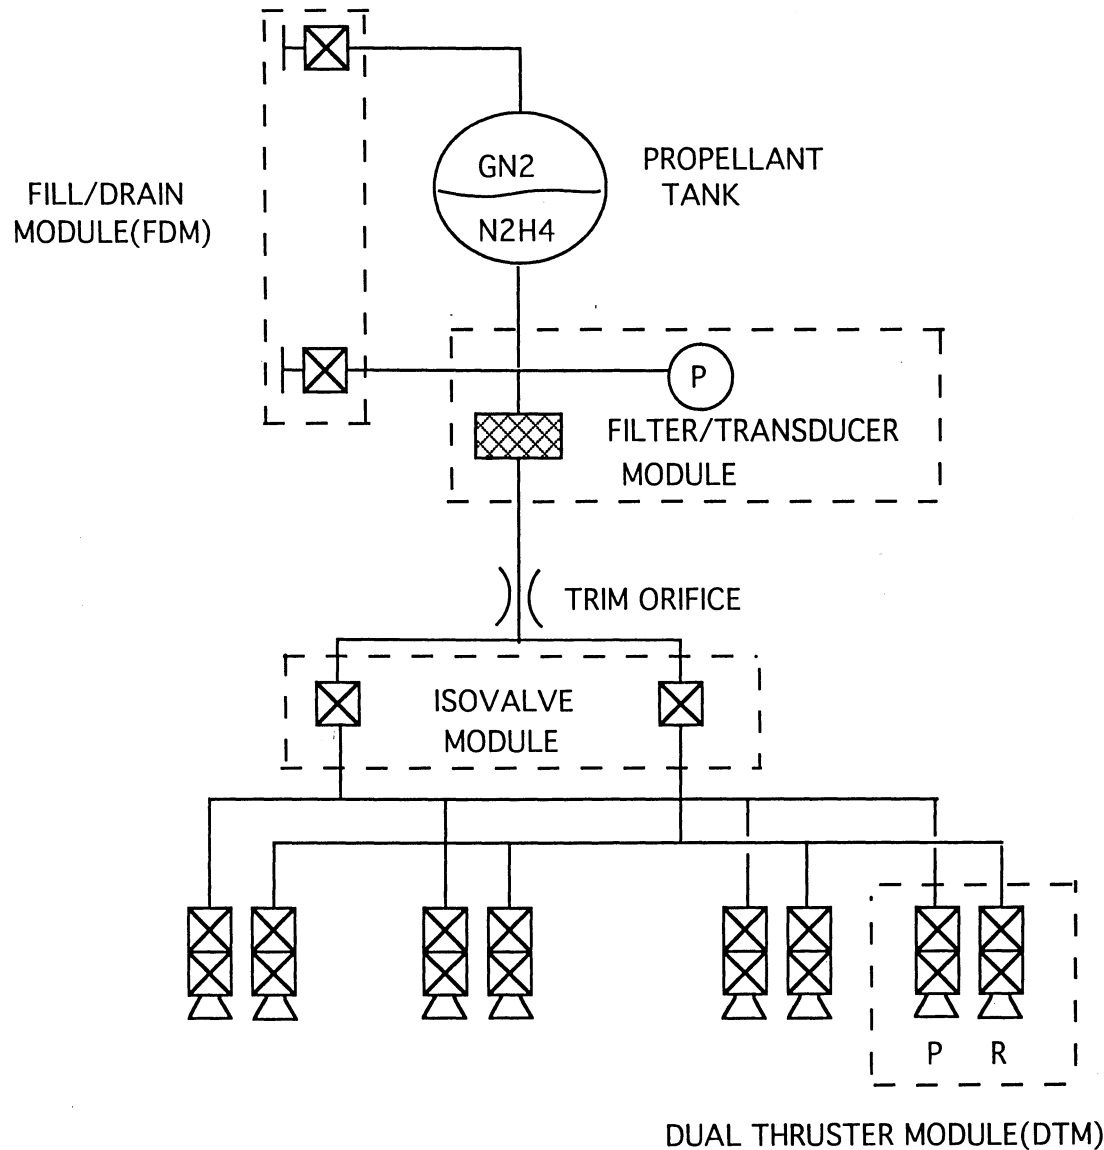 GN2
PROPELLANT
TANK
FILL/DRAIN
MODULE(FDM)
N2H4
P
FILTER/TRANSDUCER
MODULE
TRIM ORIFICE
ISOVALVE
MODULE
P R
DUAL THRUSTER MODULE(DTM)